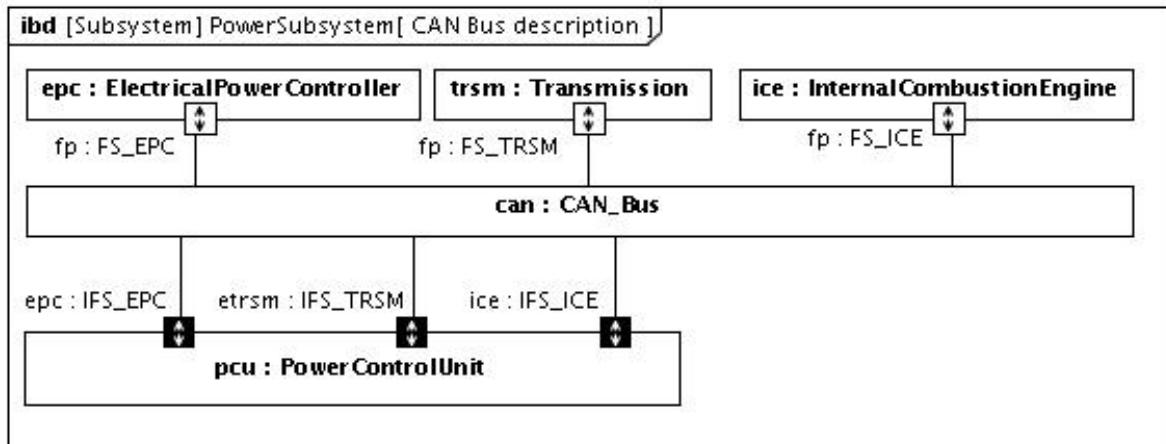 ibd [Subsystem] PowerSubsystem[ CAN Bus description ]
epc : ElectricalPowerController
trsm : Transmission
ice : InternalCombustionEngine
fp : FS_EPC
fp : FS_TRSM
fp : FS_ICE
can : CAN_Bus
epc : IFS_EPC
etrsm : IFS_TRSM
ice : IFS_ICE
pcu : PowerControlUnit